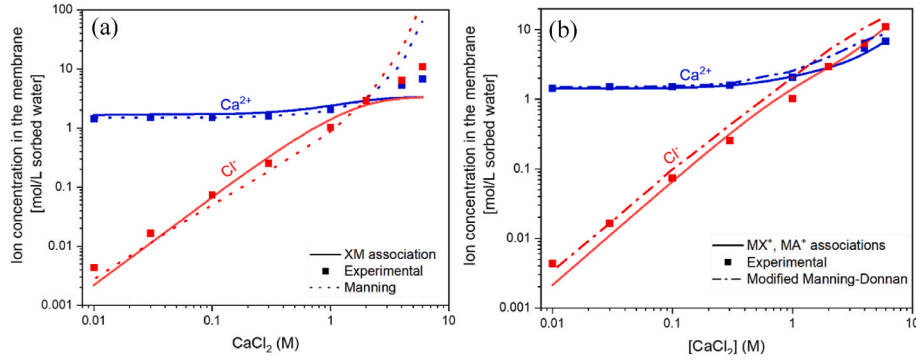 (a)
Ion concentration in the membrane
[mol/L sorbed water]
100
10
1
0.1
0.01
0.001
Ca²⁺
Cl⁻
XM association
Experimental
Manning
0.01
0.1
1
10
CaCl₂ (M)
(b)
Ion concentration in the membrane
[mol/L sorbed water]
10
1
0.1
0.01
0.001
Ca²⁺
Cl⁻
MX⁺, MA⁺ associations
Experimental
Modified Manning-Donnan
0.01
0.1
1
10
[CaCl₂] (M)